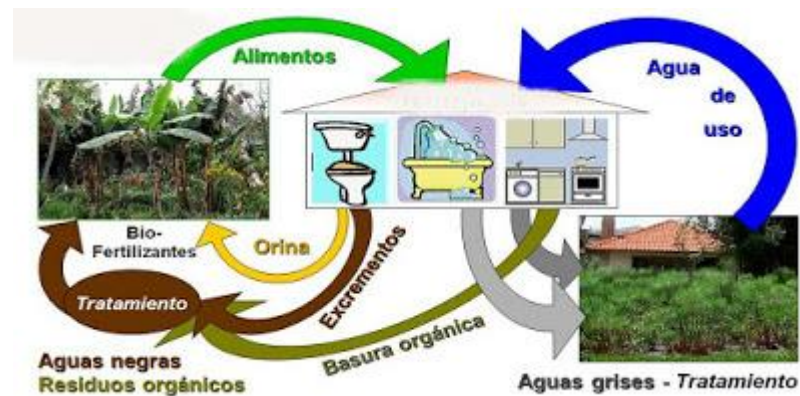 Alimentos
Agua
de
uso
Bio-
Fertilizantes
Orina
Excrementos
Tratamiento
Basura orgánica
Aguas negras
Residuos orgánicos
Aguas grises - Tratamiento